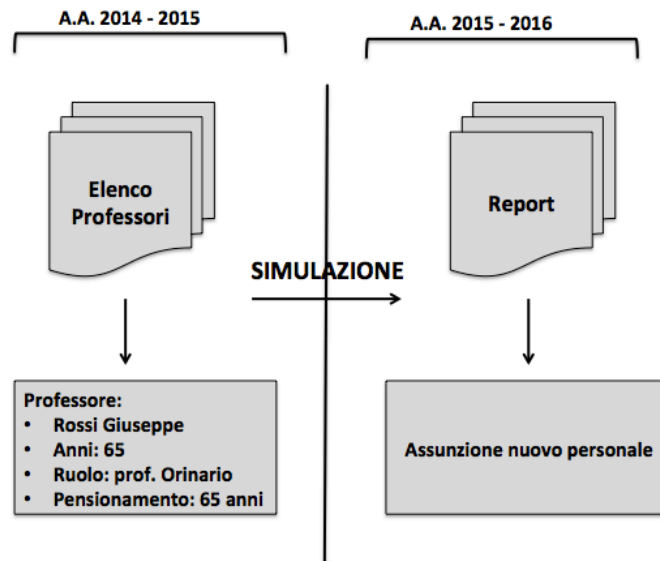 A.A. 2014 - 2015
Elenco
Professori
Professore:
• Rossi Giuseppe
• Anni: 65
• Ruolo: prof. Orinario
• Pensionamento: 65 anni
SIMULAZIONE
A.A. 2015 - 2016
Report
Assunzione nuovo personale